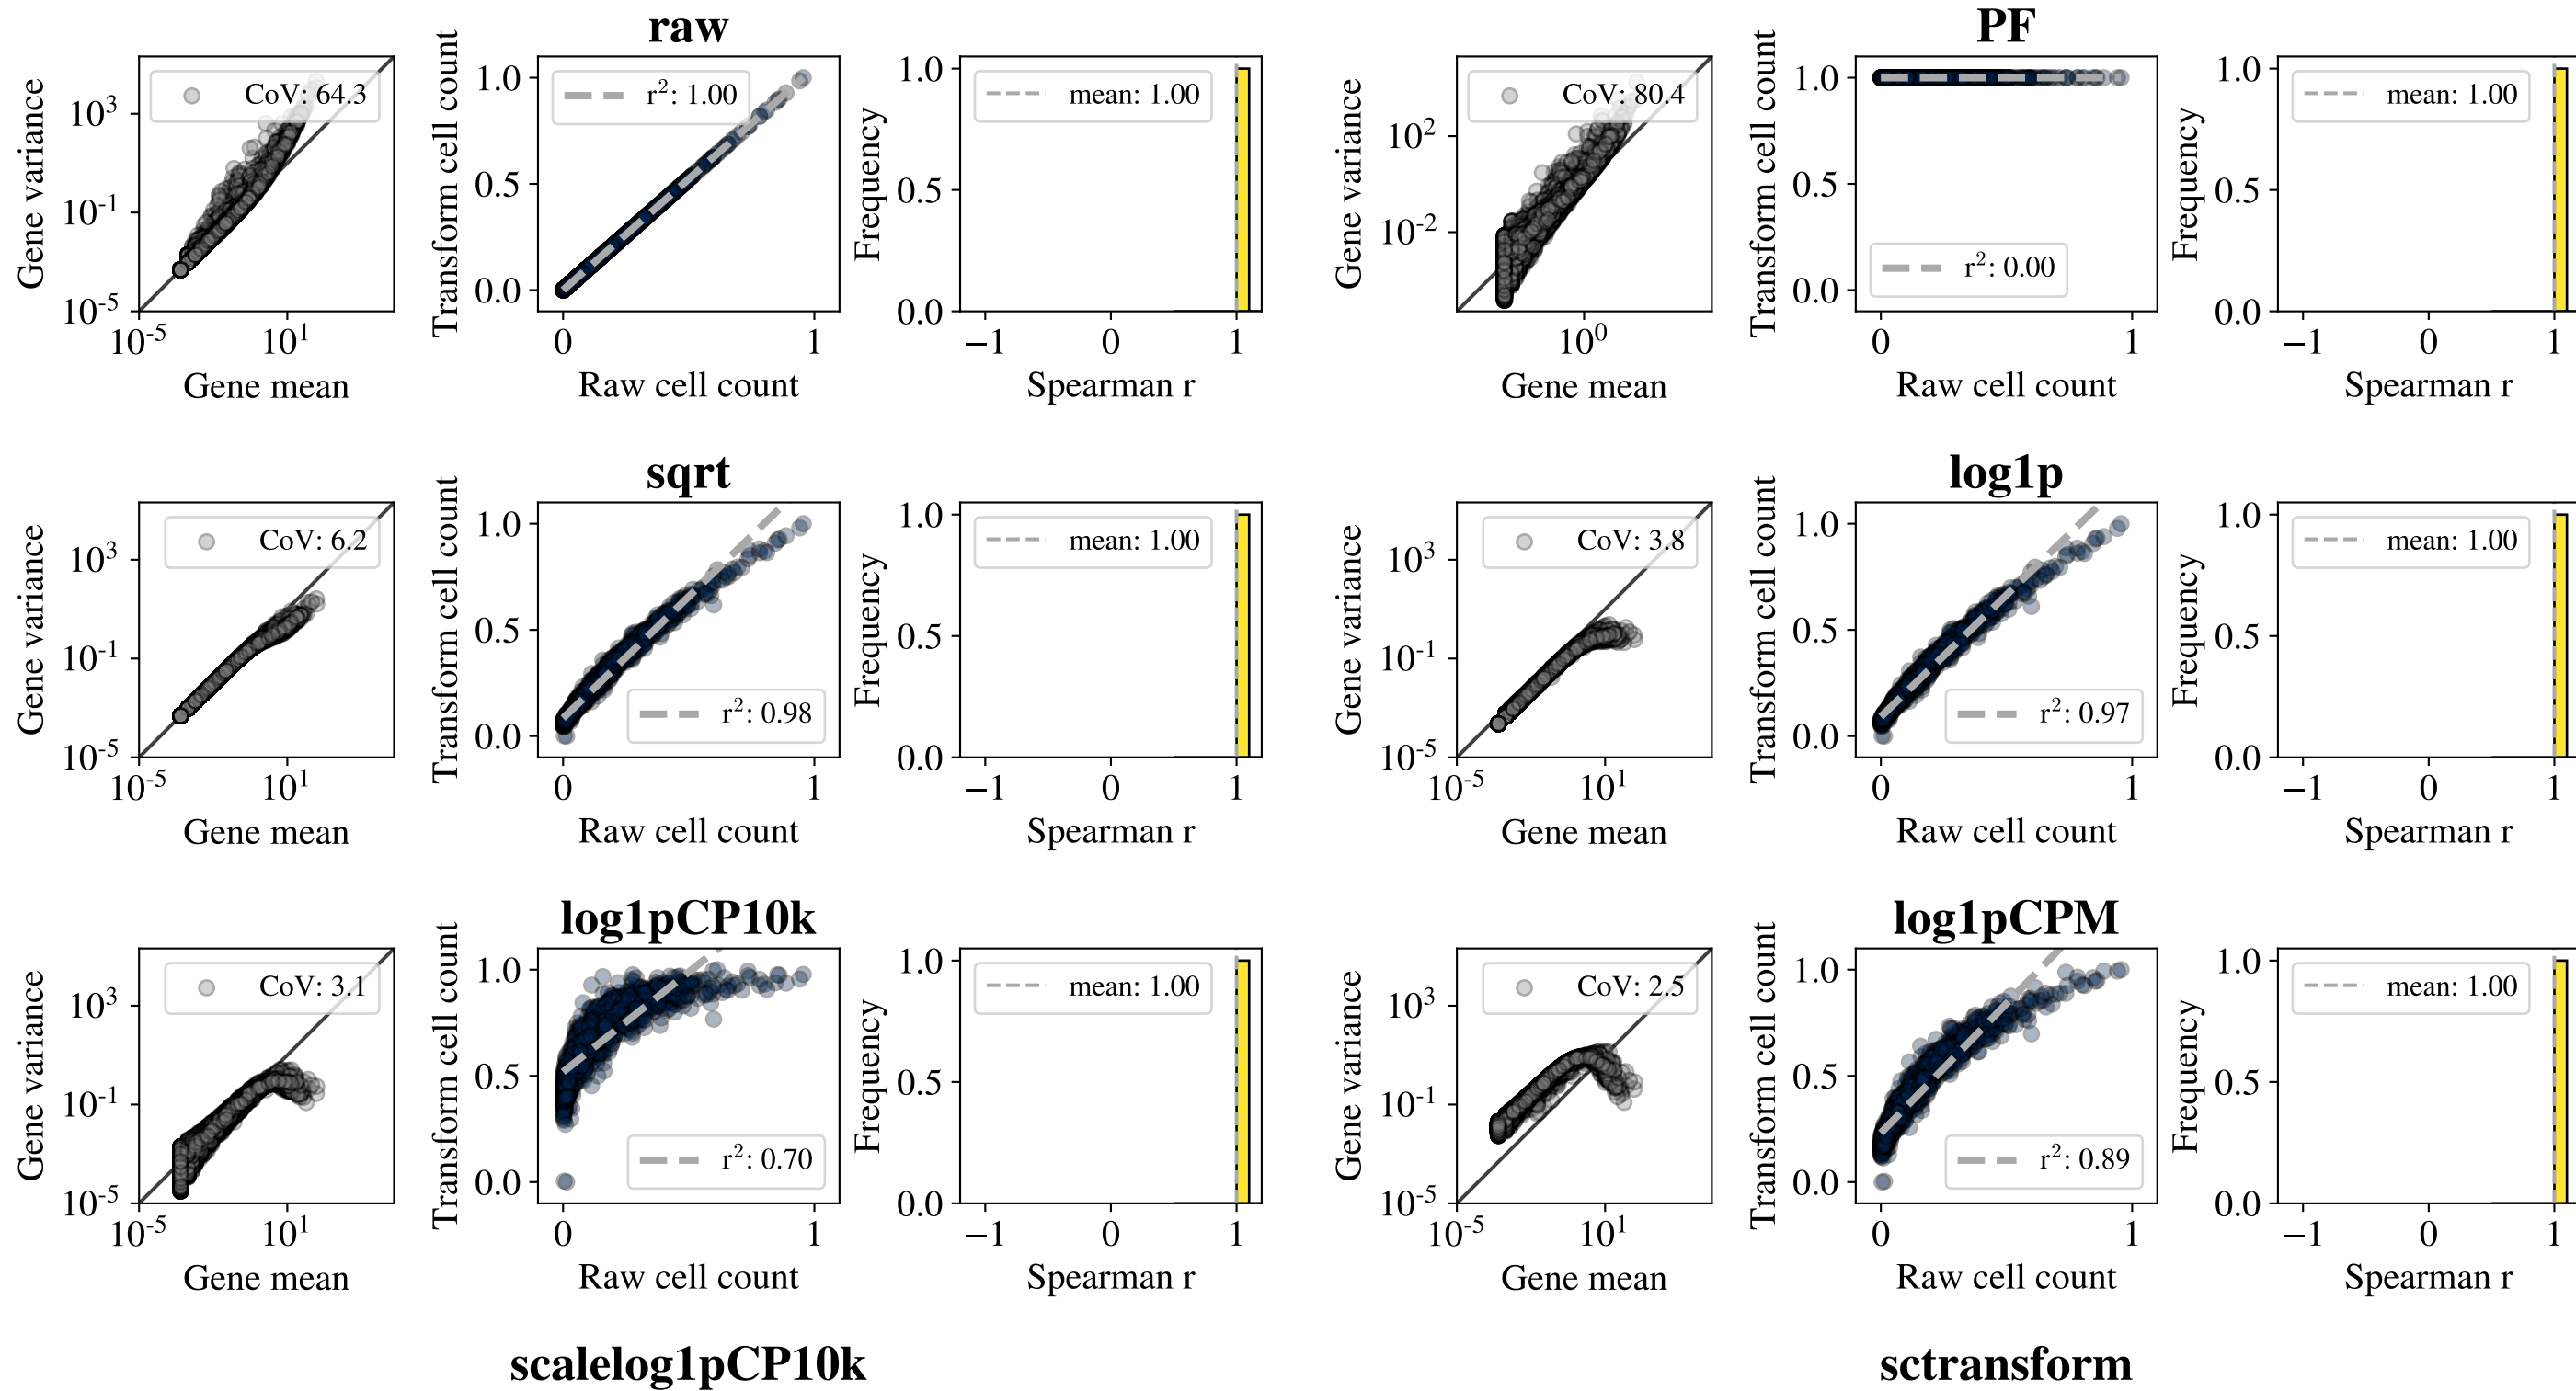 raw
Gene variance
10³
10⁻¹
10⁻⁵
CoV: 64.3
10⁻⁵ 10¹
Gene mean
Transform cell count
1.0
0.5
0.0
r²: 1.00
0 1
Raw cell count
Frequency
1.0
0.5
0.0
mean: 1.00
−1 0 1
Spearman r
PF
Gene variance
10²
10⁻²
CoV: 80.4
10⁰
Gene mean
Transform cell count
1.0
0.5
0.0
r²: 0.00
0 1
Raw cell count
Frequency
1.0
0.5
0.0
mean: 1.00
−1 0 1
Spearman r
sqrt
Gene variance
10³
10⁻¹
10⁻⁵
CoV: 6.2
10⁻⁵ 10¹
Gene mean
Transform cell count
1.0
0.5
0.0
r²: 0.98
0 1
Raw cell count
Frequency
1.0
0.5
0.0
mean: 1.00
−1 0 1
Spearman r
log1p
Gene variance
10³
10⁻¹
10⁻⁵
CoV: 3.8
10⁻⁵ 10¹
Gene mean
Transform cell count
1.0
0.5
0.0
r²: 0.97
0 1
Raw cell count
Frequency
1.0
0.5
0.0
mean: 1.00
−1 0 1
Spearman r
log1pCP10k
Gene variance
10³
10⁻¹
10⁻⁵
CoV: 3.1
10⁻⁵ 10¹
Gene mean
Transform cell count
1.0
0.5
0.0
r²: 0.70
0 1
Raw cell count
Frequency
1.0
0.5
0.0
mean: 1.00
−1 0 1
Spearman r
log1pCPM
Gene variance
10³
10⁻¹
10⁻⁵
CoV: 2.5
10⁻⁵ 10¹
Gene mean
Transform cell count
1.0
0.5
0.0
r²: 0.89
0 1
Raw cell count
Frequency
1.0
0.5
0.0
mean: 1.00
−1 0 1
Spearman r
scalelog1pCP10k
sctransform